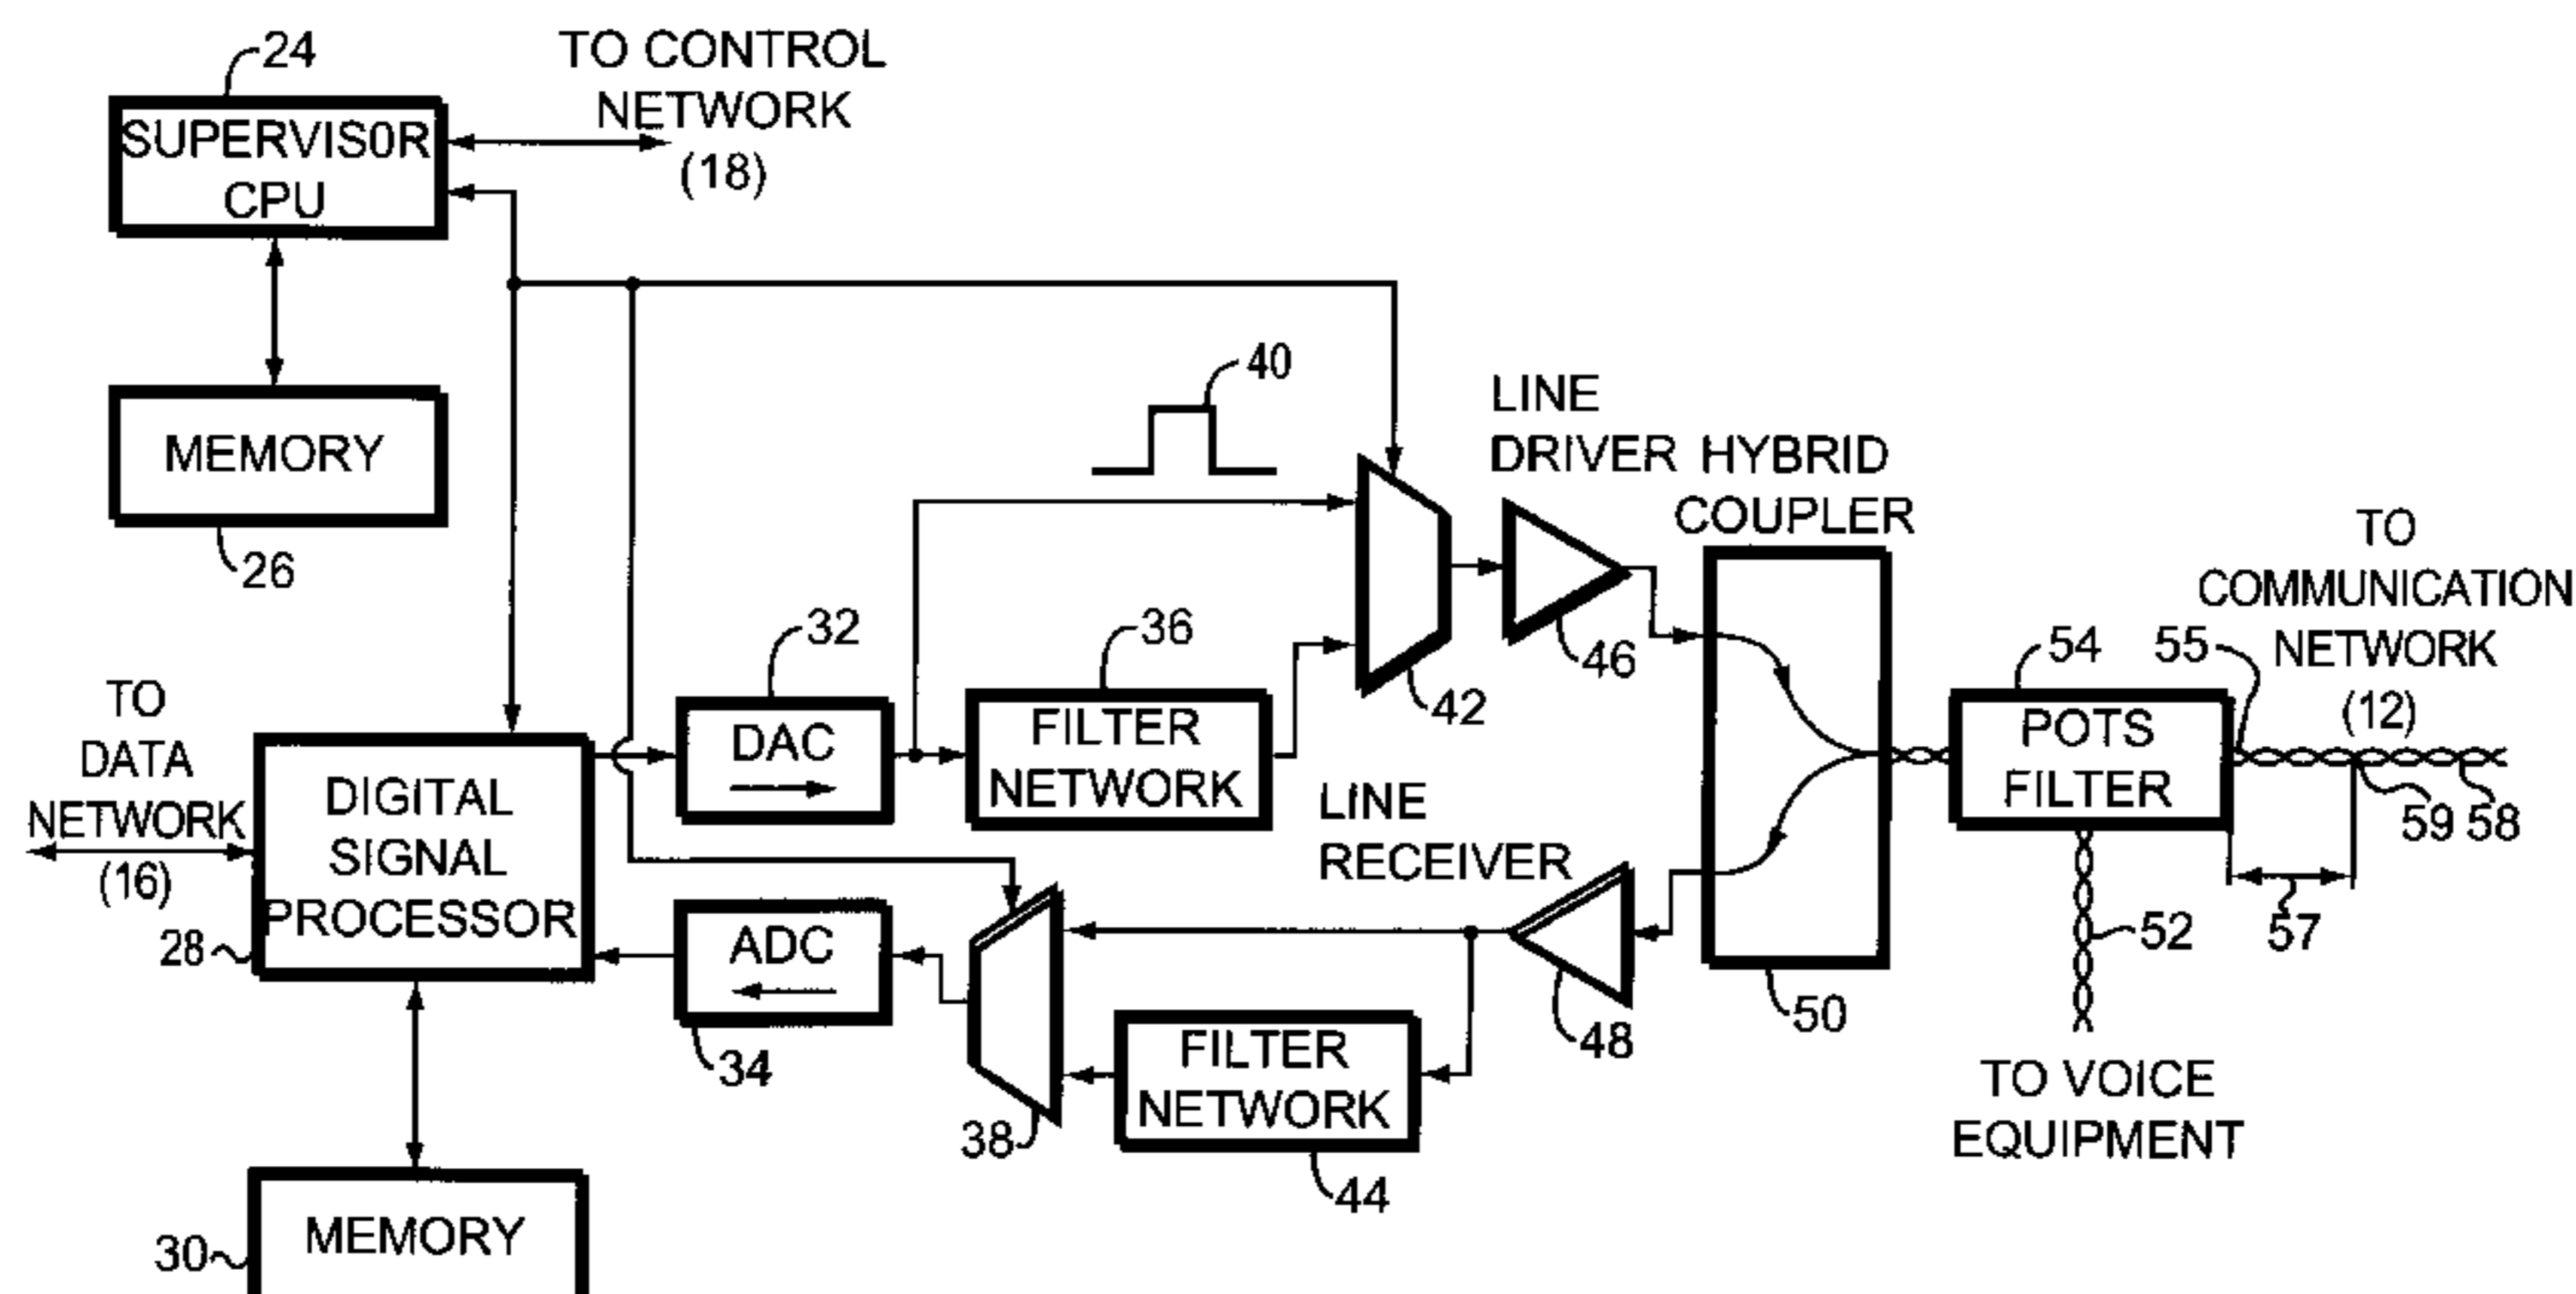 24
TO CONTROL
NETWORK
(18)
SUPERVISOR
CPU
MEMORY
26
40
LINE
DRIVER
HYBRID
COUPLER
TO
COMMUNICATION
NETWORK
(12)
32
36
46
42
54
55
TO
DATA
NETWORK
(16)
DIGITAL
SIGNAL
PROCESSOR
28
DAC
FILTER
NETWORK
POTS
FILTER
59
58
57
LINE
RECEIVER
ADC
34
38
FILTER
NETWORK
44
48
50
52
TO VOICE
EQUIPMENT
30
MEMORY